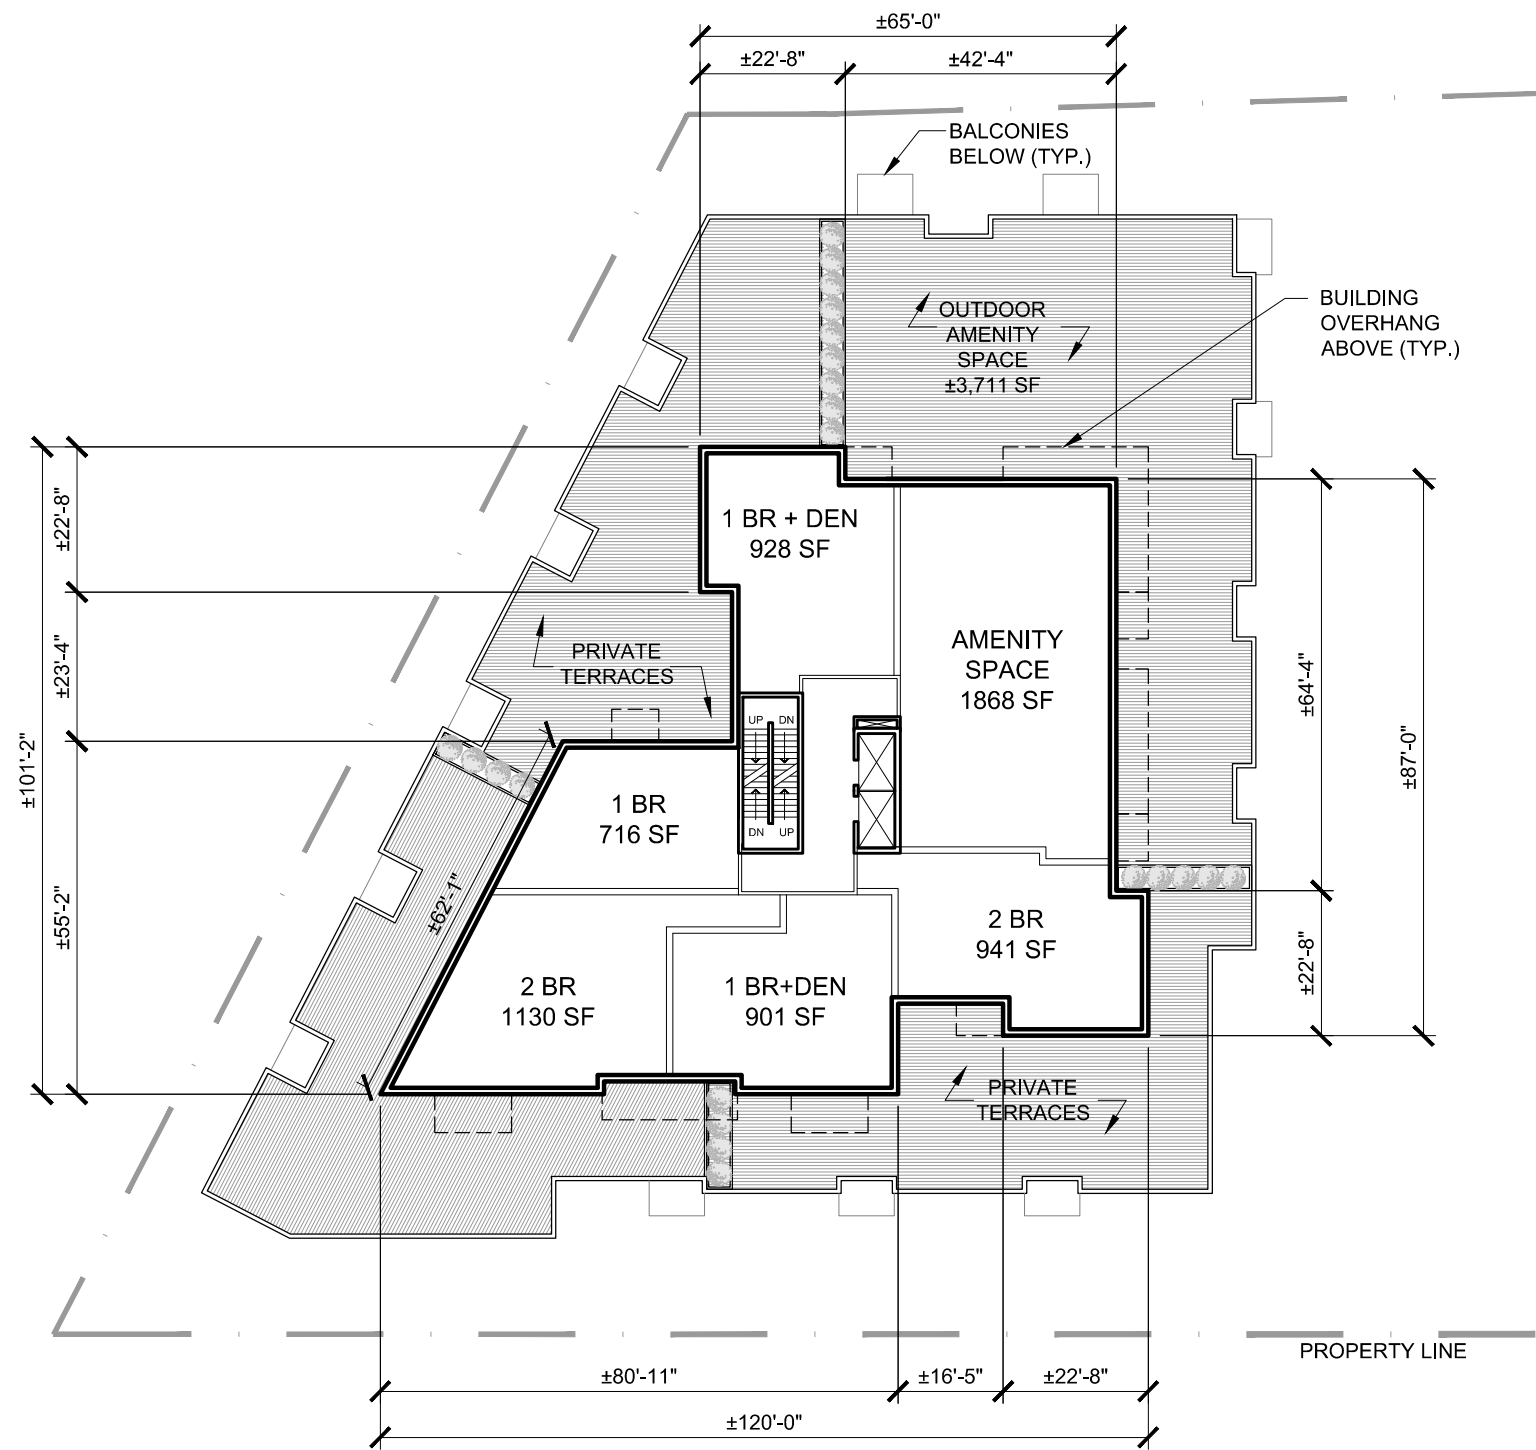 ±65'-0"
±22'-8"
±42'-4"
BALCONIES
BELOW (TYP.)
BUILDING
OVERHANG
ABOVE (TYP.)
OUTDOOR
AMENITY
SPACE
±3,711 SF
1 BR + DEN
928 SF
AMENITY
SPACE
1868 SF
PRIVATE
TERRACES
UP
DN
DN
UP
1 BR
716 SF
2 BR
941 SF
2 BR
1130 SF
1 BR+DEN
901 SF
PRIVATE
TERRACES
±101'-2"
±22'-8"
±23'-4"
±55'-2"
±62'-1"
±64'-4"
±22'-8"
±87'-0"
PROPERTY LINE
±80'-11"
±16'-5"
±22'-8"
±120'-0"